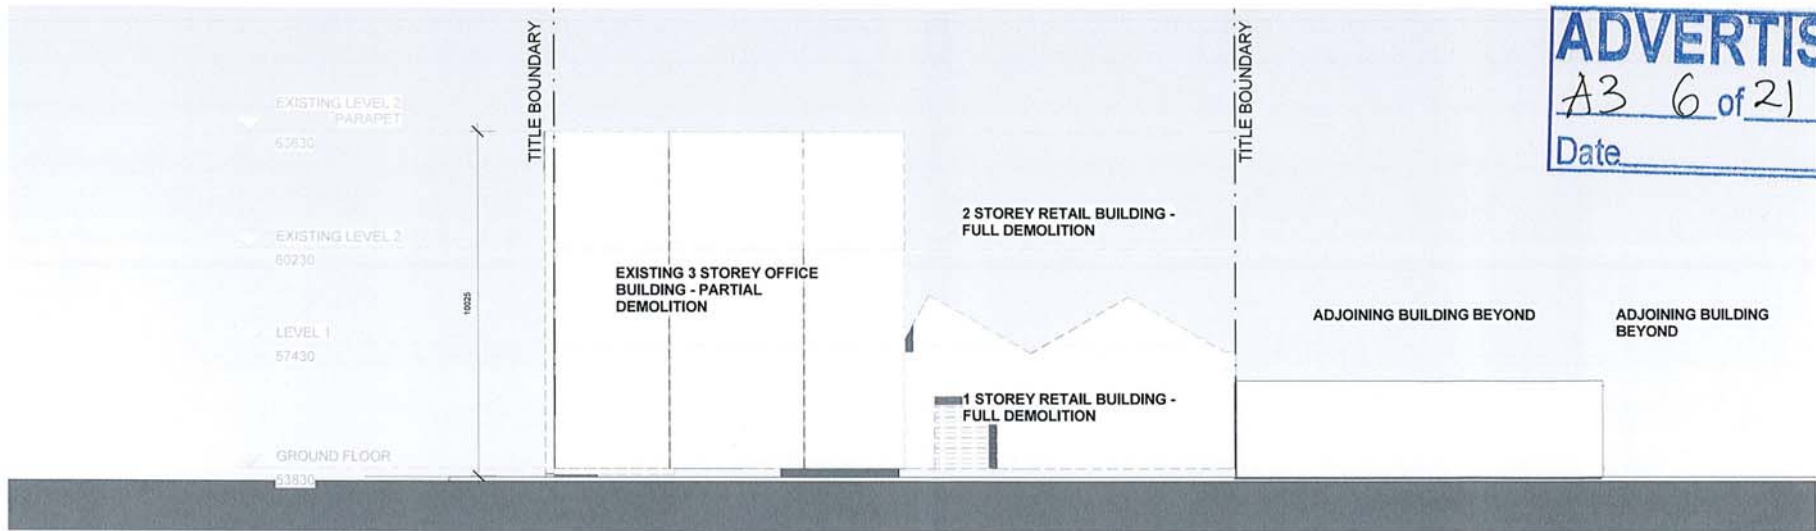 TITLE BOUNDARY
TITLE BOUNDARY
ADVERTIS
A3 6 of 21
Date
EXISTING LEVEL 2
PARAPET
63630
2 STOREY RETAIL BUILDING -
FULL DEMOLITION
EXISTING LEVEL 2
60230
EXISTING 3 STOREY OFFICE
BUILDING - PARTIAL
DEMOLITION
10025
ADJOINING BUILDING BEYOND
ADJOINING BUILDING
BEYOND
LEVEL 1
57430
1 STOREY RETAIL BUILDING -
FULL DEMOLITION
GROUND FLOOR
53830